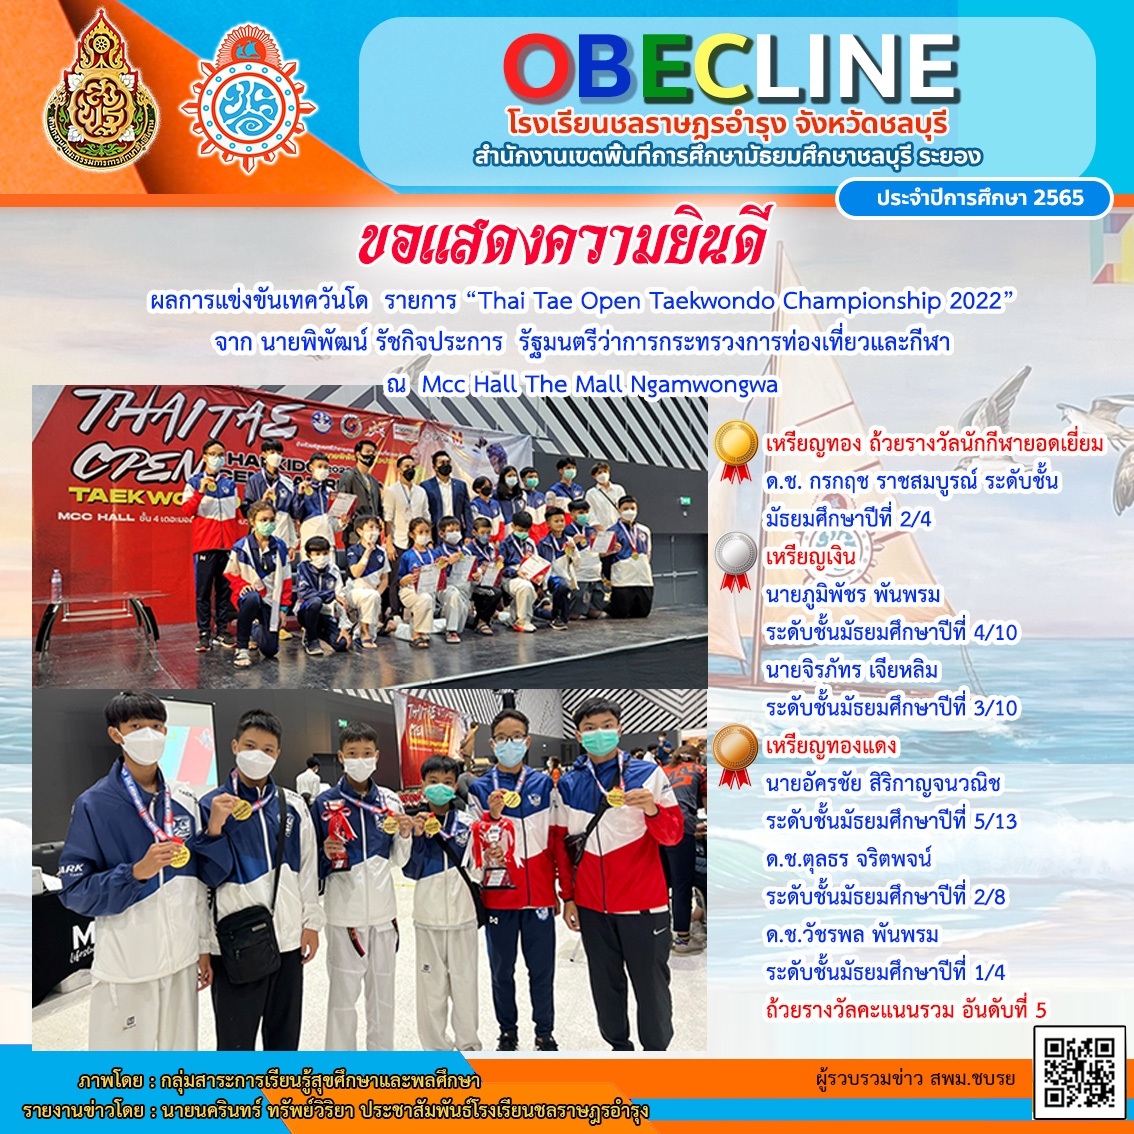 OBECLINE
โรงเรียนชลราษฎรอำรุง จังหวัดชลบุรี
สำนักงานเขตพื้นที่การศึกษามัธยมศึกษาชลบุรี ระยอง
ประจำปีการศึกษา 2565
ขอแสดงความยินดี
ผลการแข่งขันเทควันโด รายการ “Thai Tae Open Taekwondo Championship 2022”
จาก นายพิพัฒน์ รัชกิจประการ รัฐมนตรีว่าการกระทรวงการท่องเที่ยวและกีฬา
ณ Mcc Hall The Mall Ngamwongwa
THAI TAE
OPEN
TAEKWO
MCC HALL ชั้น 4 เดอะมอ
เหรียญทอง ถ้วยรางวัลนักกีฬายอดเยี่ยม
ด.ช. กรกฤช ราชสมบูรณ์ ระดับชั้น
มัธยมศึกษาปีที่ 2/4
เหรียญเงิน
นายภูมิพัชร พันพรม
ระดับชั้นมัธยมศึกษาปีที่ 4/10
นายจิรภัทร เจียหลิม
ระดับชั้นมัธยมศึกษาปีที่ 3/10
เหรียญทองแดง
นายอัครชัย สิริกาญจนวณิช
ระดับชั้นมัธยมศึกษาปีที่ 5/13
ด.ช.ตุลธร จริตพจน์
ระดับชั้นมัธยมศึกษาปีที่ 2/8
ด.ช.วัชรพล พันพรม
ระดับชั้นมัธยมศึกษาปีที่ 1/4
ถ้วยรางวัลคะแนนรวม อันดับที่ 5
ภาพโดย : กลุ่มสาระการเรียนรู้สุขศึกษาและพลศึกษา
รายงานข่าวโดย : นายนครินทร์ ทรัพย์วิริยา ประชาสัมพันธ์โรงเรียนชลราษฎรอำรุง
ผู้รวบรวมข่าว สพม.ชบรย